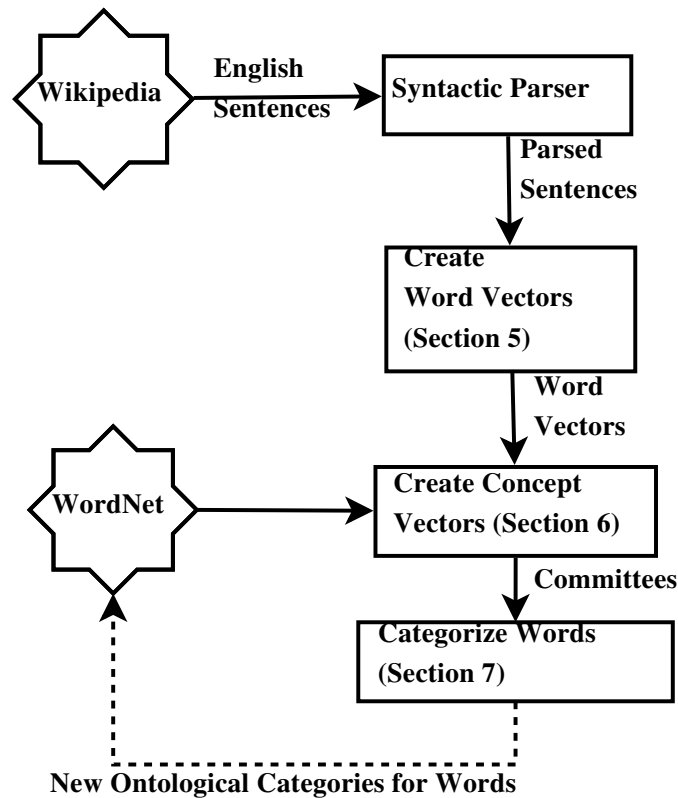 Wikipedia
English
Sentences
Syntactic Parser
Parsed
Sentences
Create
Word Vectors
(Section 5)
Word
Vectors
WordNet
Create Concept
Vectors (Section 6)
Committees
Categorize Words
(Section 7)
New Ontological Categories for Words